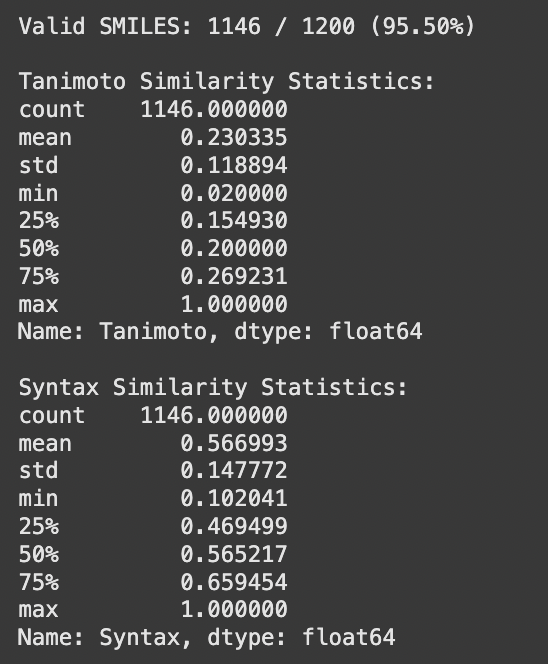 Valid SMILES: 1146 / 1200 (95.50%)
Tanimoto Similarity Statistics:
count    1146.000000
mean        0.230335
std         0.118894
min         0.020000
25%         0.154930
50%         0.200000
75%         0.269231
max         1.000000
Name: Tanimoto, dtype: float64
Syntax Similarity Statistics:
count    1146.000000
mean        0.566993
std         0.147772
min         0.102041
25%         0.469499
50%         0.565217
75%         0.659454
max         1.000000
Name: Syntax, dtype: float64